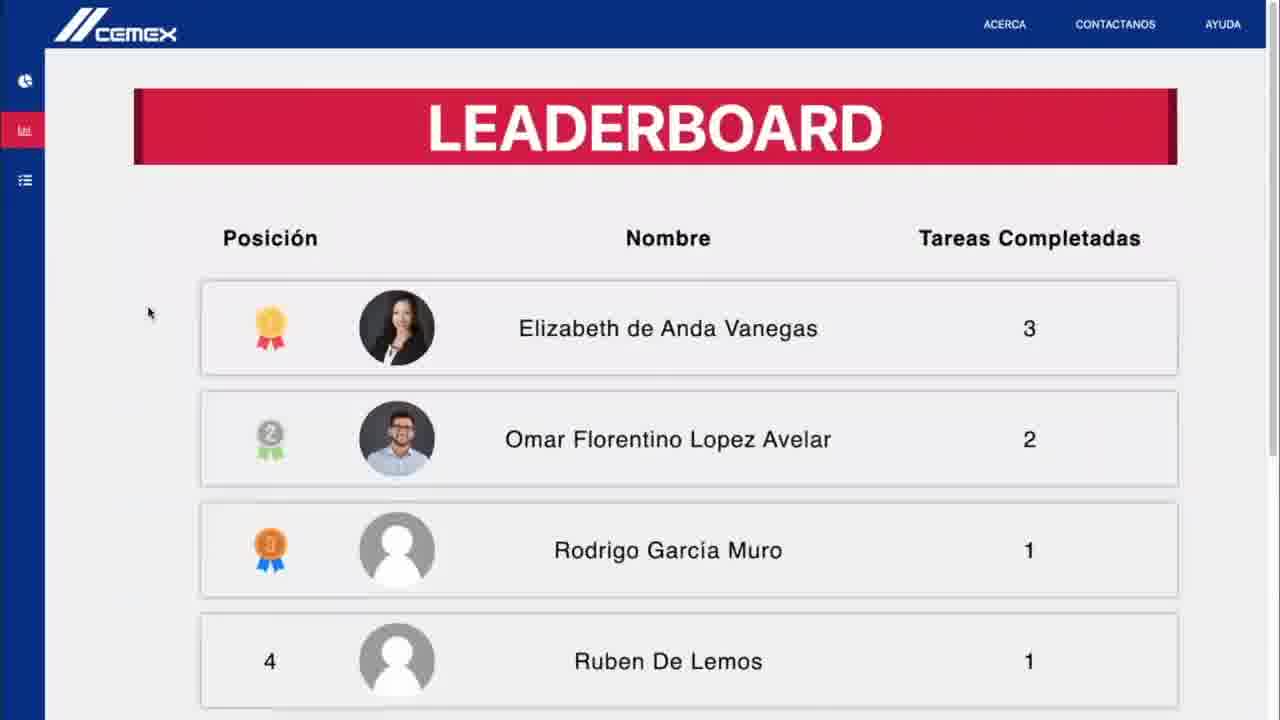 CEMEX
ACERCA CONTACTANOS AYUDA
LEADERBOARD
Posición Nombre Tareas Completadas
1 Elizabeth de Anda Vanegas 3
2 Omar Florentino Lopez Avelar 2
3 Rodrigo García Muro 1
4 Ruben De Lemos 1